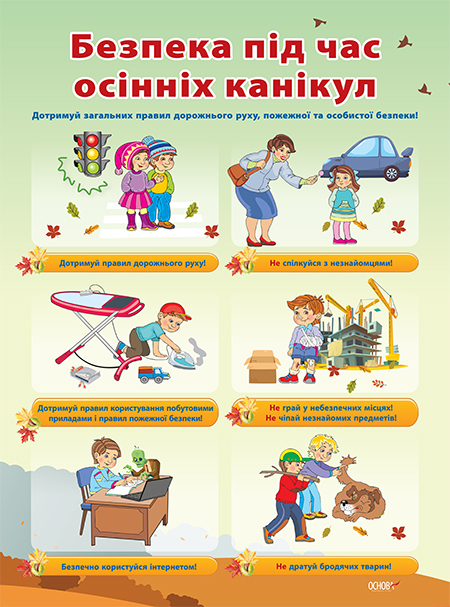 Безпека під час
осінніх канікул
Дотримуй загальних правил дорожнього руху, пожежної та особистої безпеки!
Дотримуй правил дорожнього руху!
Не спілкуйся з незнайомцями!
Дотримуй правил користування побутовими
приладами і правил пожежної безпеки!
Не грай у небезпечних місцях!
Не чіпай незнайомих предметів!
Безпечно користуйся інтернетом!
Не дратуй бродячих тварин!
ОСНОВА